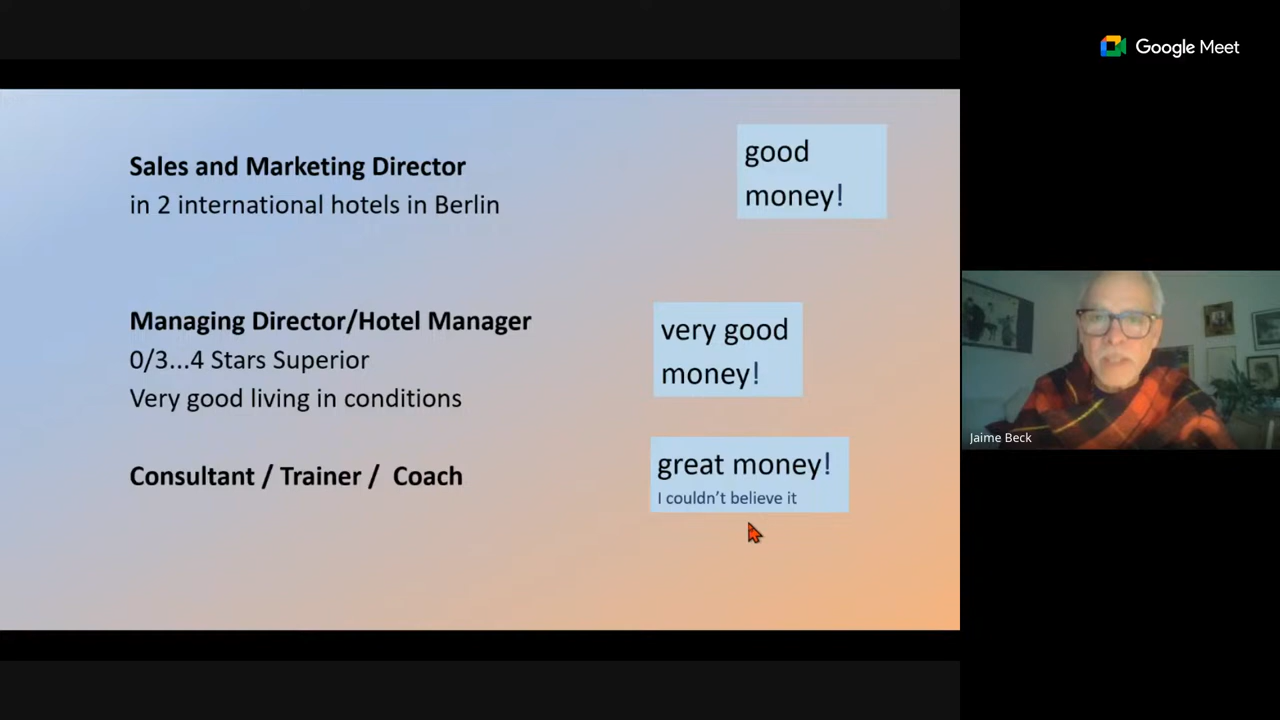 Google Meet
Sales and Marketing Director
in 2 international hotels in Berlin
good
money!
Managing Director/Hotel Manager
0/3...4 Stars Superior
Very good living in conditions
very good
money!
Consultant / Trainer /  Coach
great money!
I couldn’t believe it
Jaime Beck